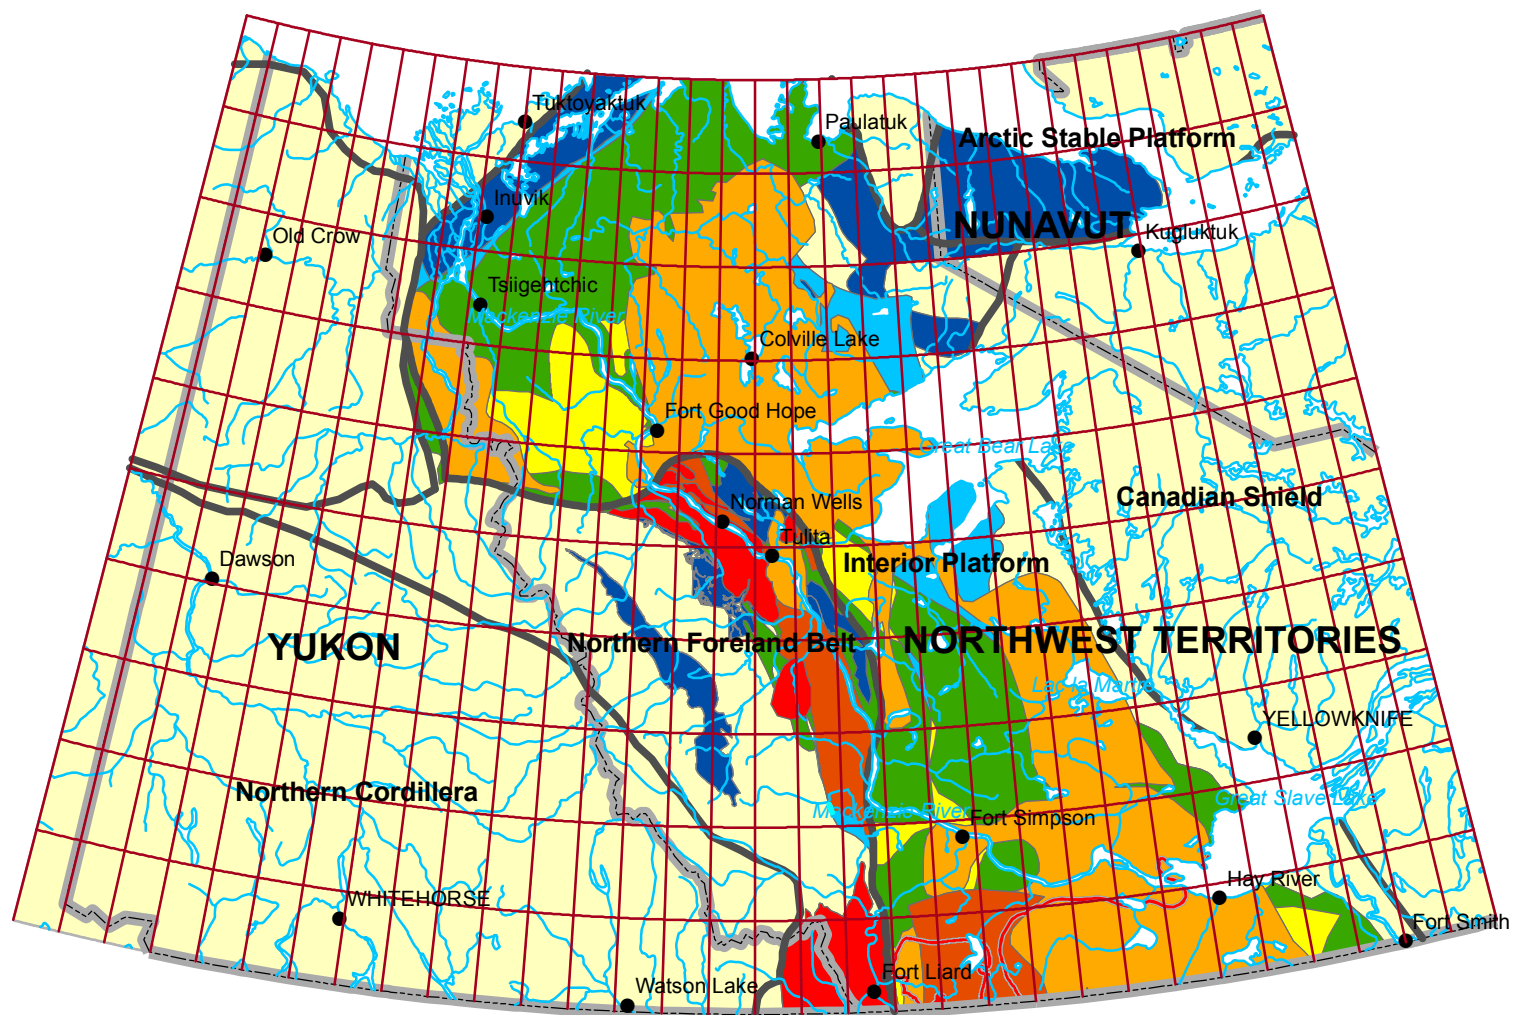 Tuktoyaktuk
Paulatuk
Arctic Stable Platform
Inuvik
NUNAVUT
Kugluktuk
Old Crow
Tsiigehtchic
Mackenzie River
Colville Lake
Fort Good Hope
Great Bear Lake
Canadian Shield
Norman Wells
Tulita
Interior Platform
Dawson
YUKON
Northern Foreland Belt
NORTHWEST TERRITORIES
Lac la Martre
YELLOWKNIFE
Northern Cordillera
Great Slave Lake
Mackenzie River
Fort Simpson
WHITEHORSE
Hay River
Fort Smith
Watson Lake
Fort Liard